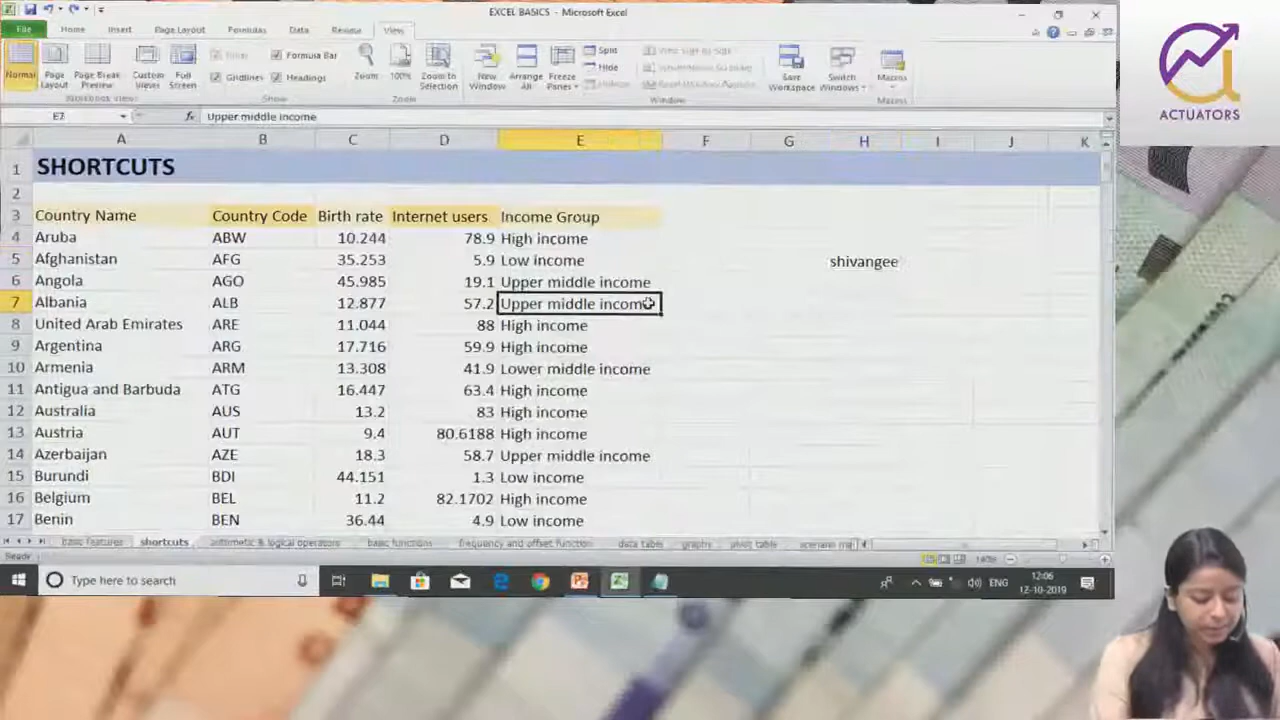 EXCEL BASICS - Microsoft Excel
File Home Insert Page Layout Formulas Data Review View
Normal Page Layout Page Break Preview Custom Views Full Screen
Formula Bar
Gridlines Headings
Show
Zoom 100% Zoom to Selection
Zoom
New Window Arrange All Freeze Panes
Split
Hide
Window
Save Workspace Switch Windows
Macros
Macros
ACTUATORS
E7 fx Upper middle income
A B C D E F G H I J K
1 SHORTCUTS
2
3 Country Name Country Code Birth rate Internet users Income Group
4 Aruba ABW 10.244 78.9 High income
5 Afghanistan AFG 35.253 5.9 Low income shivangee
6 Angola AGO 45.985 19.1 Upper middle income
7 Albania ALB 12.877 57.2 Upper middle income
8 United Arab Emirates ARE 11.044 88 High income
9 Argentina ARG 17.716 59.9 High income
10 Armenia ARM 13.308 41.9 Lower middle income
11 Antigua and Barbuda ATG 16.447 63.4 High income
12 Australia AUS 13.2 83 High income
13 Austria AUT 9.4 80.6188 High income
14 Azerbaijan AZE 18.3 58.7 Upper middle income
15 Burundi BDI 44.151 1.3 Low income
16 Belgium BEL 11.2 82.1702 High income
17 Benin BEN 36.44 4.9 Low income
basic features shortcuts automatic & logical operators basic functions frequency and offset function data table graphs pivot table
Ready
Type here to search
ENG
12:06
12-10-2019